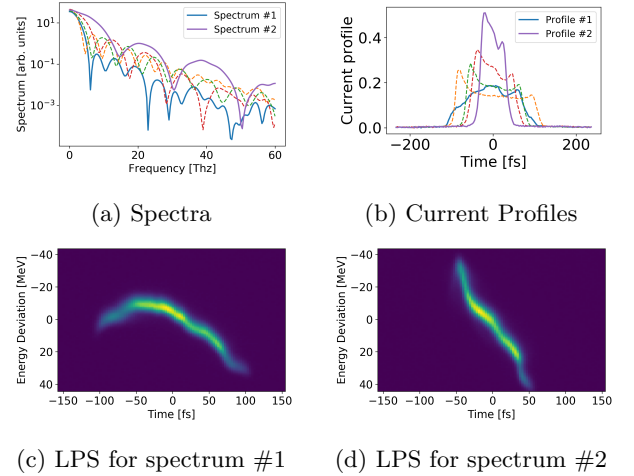 Spectrum #1
Spectrum #2
Spectrum [arb. units]
10¹
10⁻¹
10⁻³
0 20 40 60
Frequency [Thz]
(a) Spectra
Profile #1
Profile #2
Current profile
0.4
0.2
0.0
−200 0 200
Time [fs]
(b) Current Profiles
Energy Deviation [MeV]
−40
−20
0
20
40
−150 −100 −50 0 50 100 150
Time [fs]
(c) LPS for spectrum #1
Energy Deviation [MeV]
−40
−20
0
20
40
−150 −100 −50 0 50 100 150
Time [fs]
(d) LPS for spectrum #2